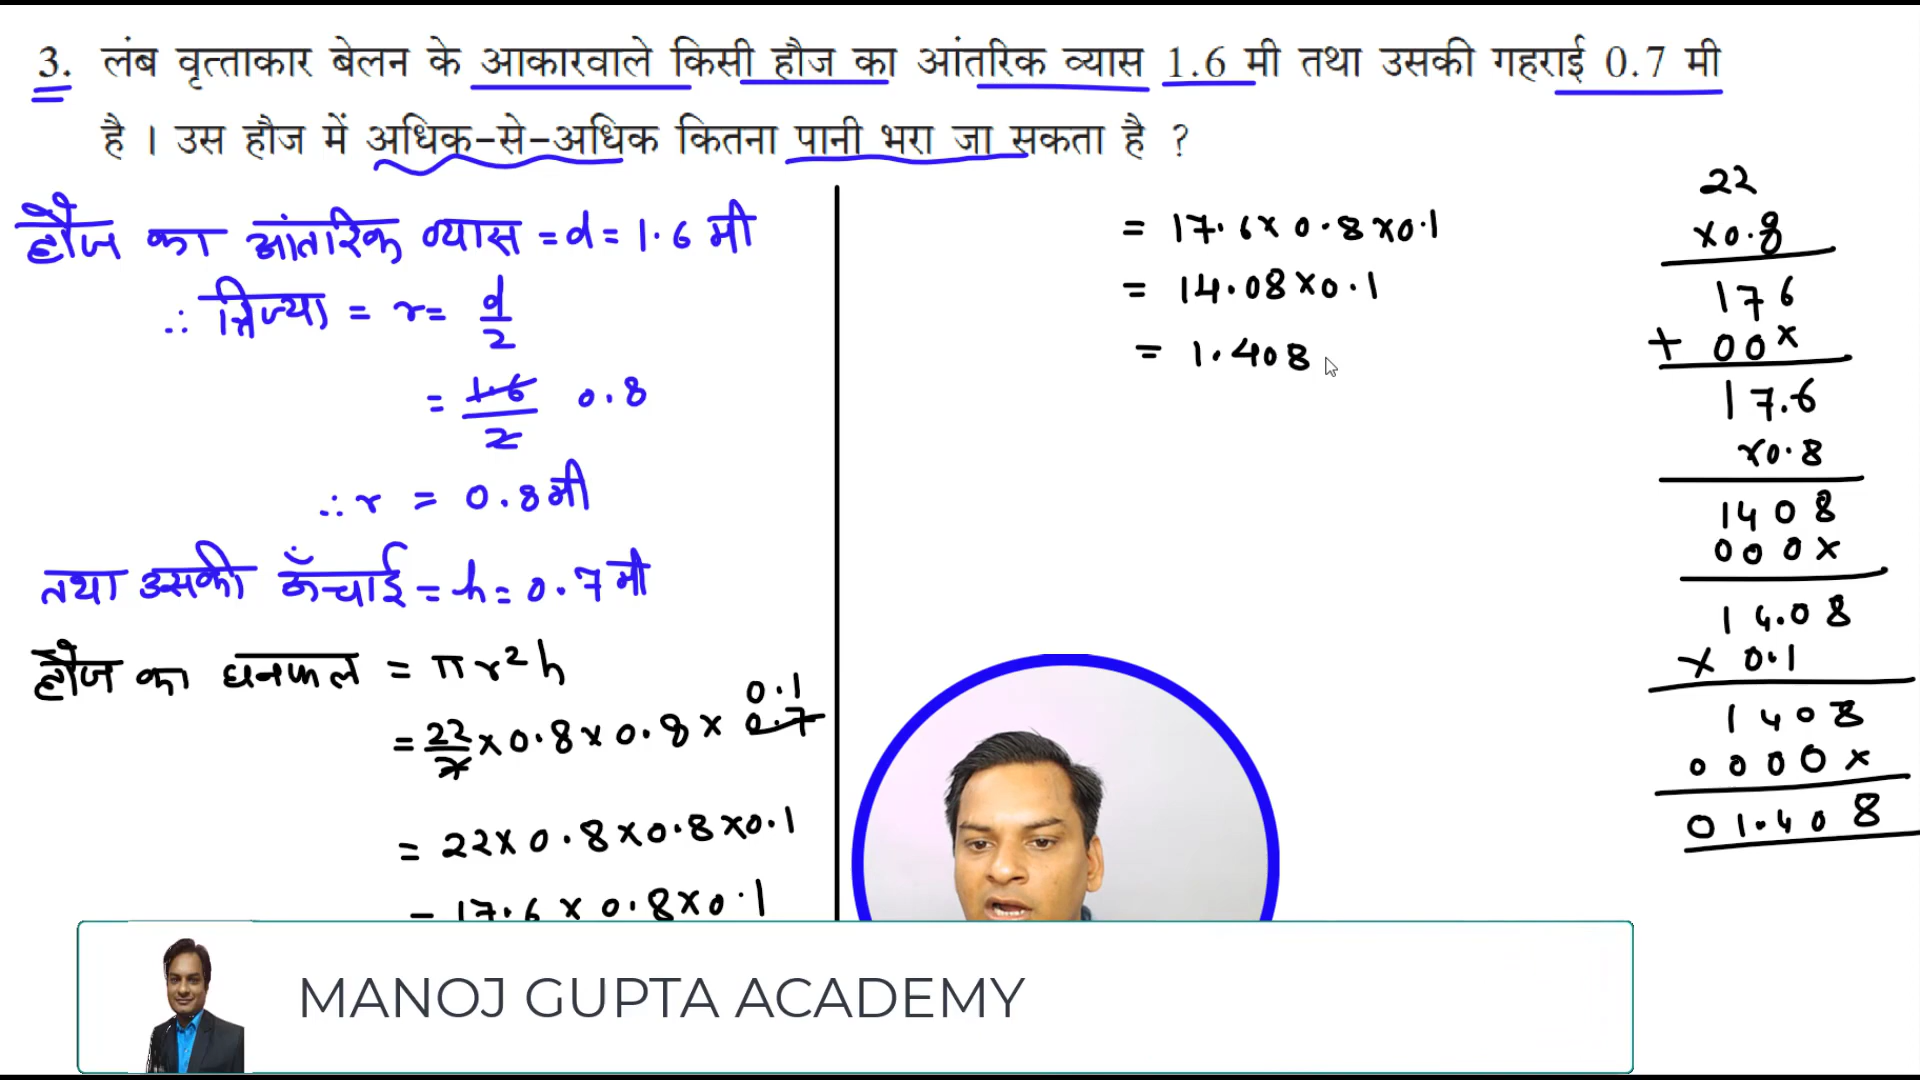 3. लंब वृत्ताकार बेलन के आकारवाले किसी हौज का आंतरिक व्यास 1.6 मी तथा उसकी गहराई 0.7 मी
है । उस हौज में अधिक-से-अधिक कितना पानी भरा जा सकता है ?
हौज का आंतरिक व्यास = d = 1.6 मी
∴ त्रिज्या = r = d/2
= 1.6/2 0.8
∴ r = 0.8 मी
तथा उसकी ऊँचाई = h = 0.7 मी
हौज का घनफल = πr²h
0.1
= 22/7 × 0.8 × 0.8 × 0.7
= 22 × 0.8 × 0.8 × 0.1
= 17.6 × 0.8 × 0.1
= 17.6 × 0.8 × 0.1
= 14.08 × 0.1
= 1.408
22
×0.8
176
+ 00×
17.6
×0.8
1408
000×
14.08
× 0.1
1408
0000×
01.408
MANOJ GUPTA ACADEMY